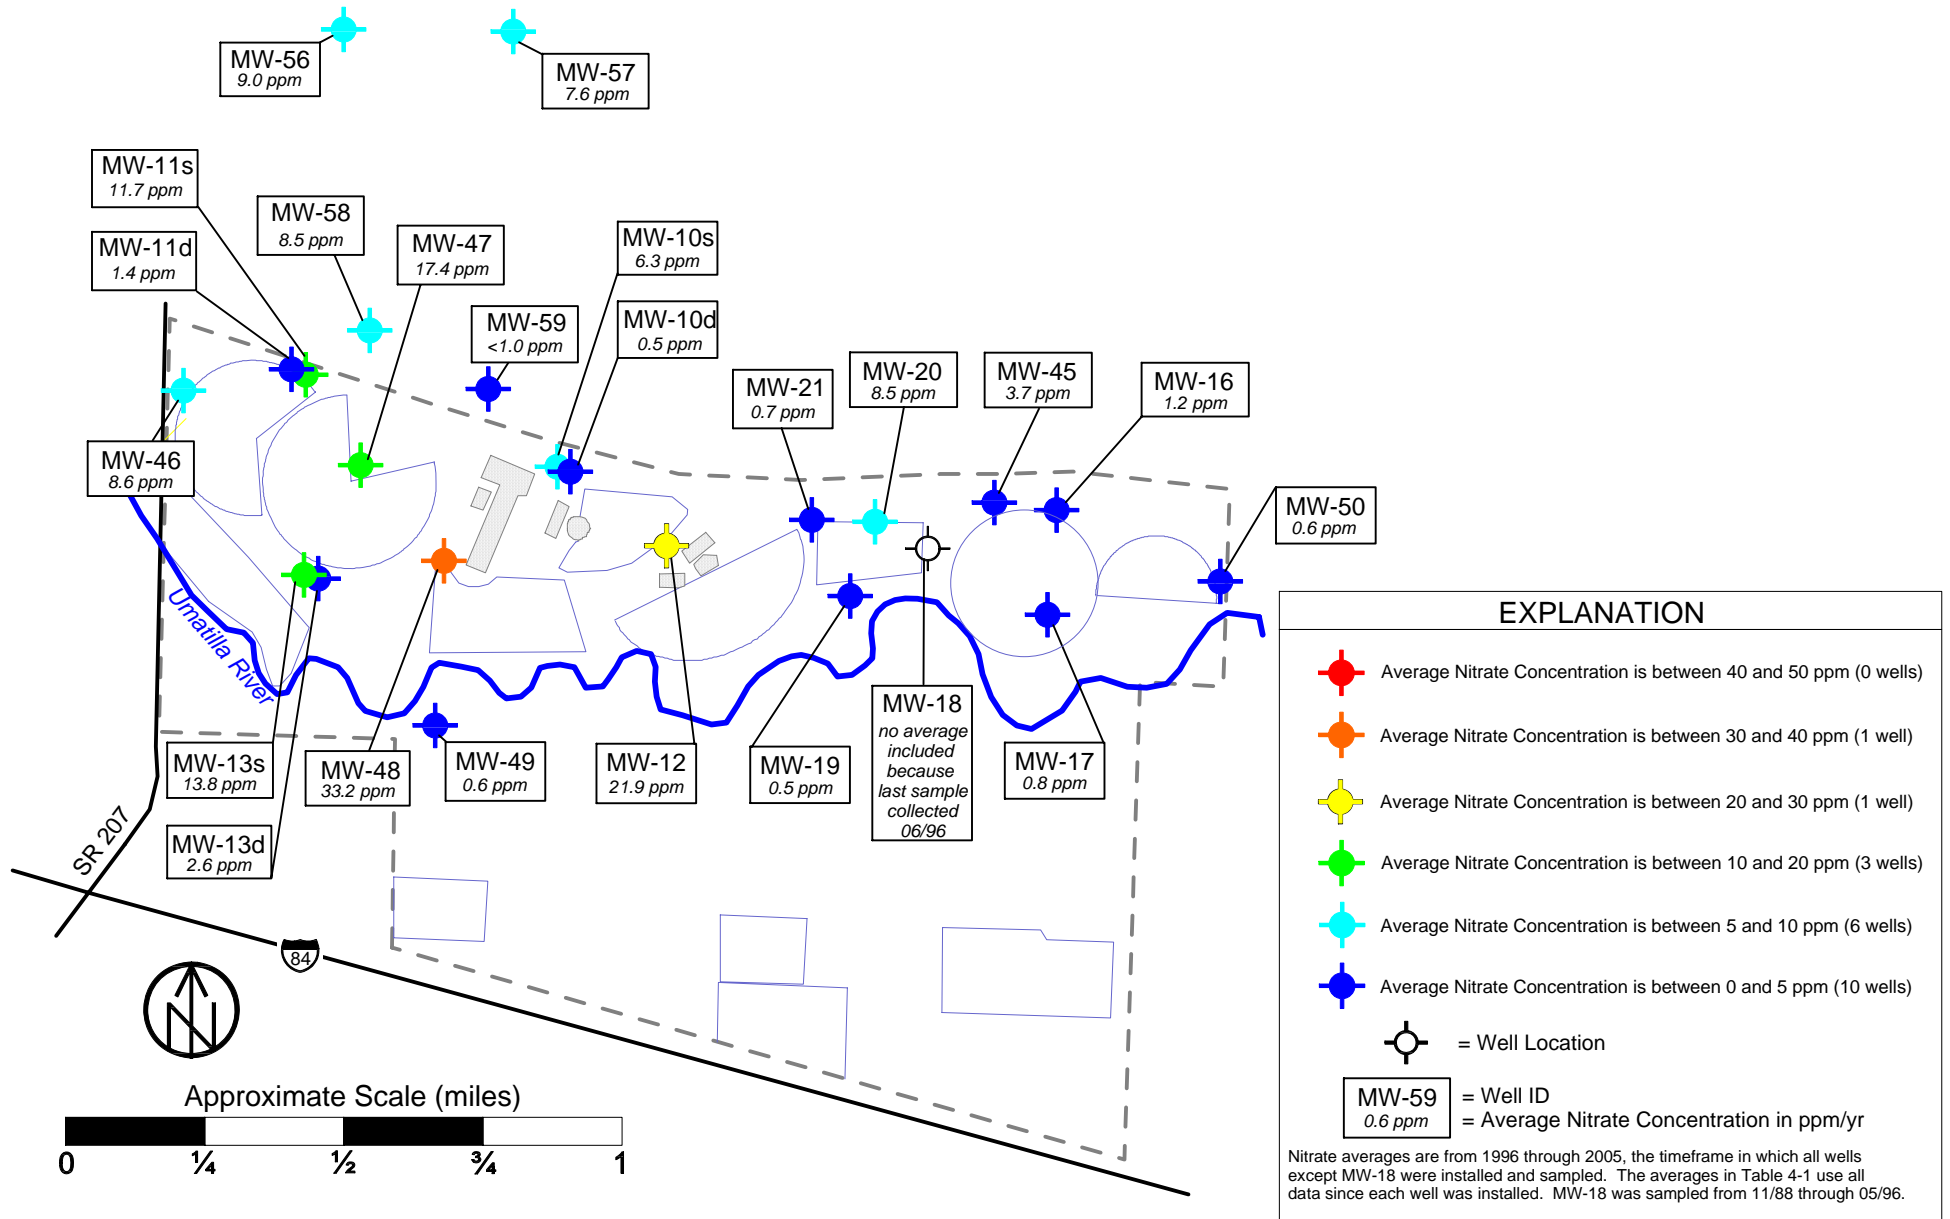 MW-56
9.0 ppm
MW-57
7.6 ppm
MW-11s
11.7 ppm
MW-58
8.5 ppm
MW-47
17.4 ppm
MW-10s
6.3 ppm
MW-11d
1.4 ppm
MW-59
<1.0 ppm
MW-10d
0.5 ppm
MW-21
0.7 ppm
MW-20
8.5 ppm
MW-45
3.7 ppm
MW-16
1.2 ppm
MW-46
8.6 ppm
MW-50
0.6 ppm
Umatilla River
MW-13s
13.8 ppm
MW-48
33.2 ppm
MW-49
0.6 ppm
MW-12
21.9 ppm
MW-19
0.5 ppm
MW-18
no average
included
because
last sample
collected
06/96
MW-17
0.8 ppm
MW-13d
2.6 ppm
SR 207
84
N
Approximate Scale (miles)
0 ¼ ½ ¾ 1
EXPLANATION
Average Nitrate Concentration is between 40 and 50 ppm (0 wells)
Average Nitrate Concentration is between 30 and 40 ppm (1 well)
Average Nitrate Concentration is between 20 and 30 ppm (1 well)
Average Nitrate Concentration is between 10 and 20 ppm (3 wells)
Average Nitrate Concentration is between 5 and 10 ppm (6 wells)
Average Nitrate Concentration is between 0 and 5 ppm (10 wells)
= Well Location
MW-59 = Well ID
0.6 ppm = Average Nitrate Concentration in ppm/yr
Nitrate averages are from 1996 through 2005, the timeframe in which all wells
except MW-18 were installed and sampled. The averages in Table 4-1 use all
data since each well was installed. MW-18 was sampled from 11/88 through 05/96.